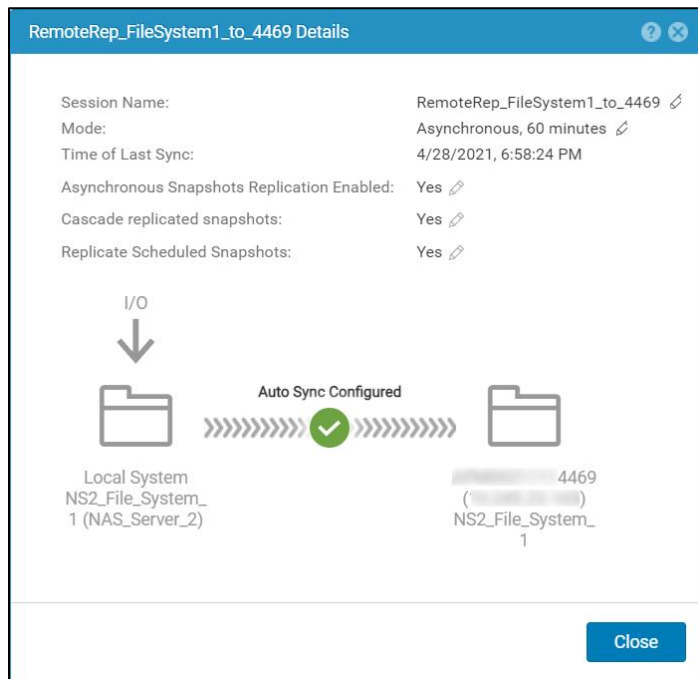 RemoteRep_FileSystem1_to_4469 Details
Session Name: RemoteRep_FileSystem1_to_4469
Mode: Asynchronous, 60 minutes
Time of Last Sync: 4/28/2021, 6:58:24 PM
Asynchronous Snapshots Replication Enabled: Yes
Cascade replicated snapshots: Yes
Replicate Scheduled Snapshots: Yes
I/O
Auto Sync Configured
Local System
NS2_File_System_
1 (NAS_Server_2)
4469
NS2_File_System_
1
Close